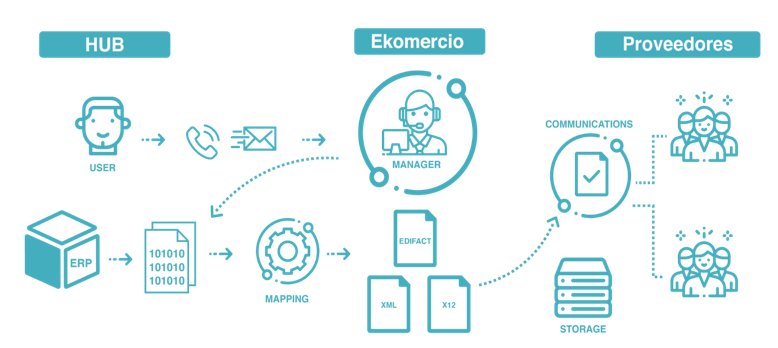 HUB
Ekomercio
Proveedores
USER
MANAGER
COMMUNICATIONS
ERP
101010
101010
101010
MAPPING
EDIFACT
XML
X12
STORAGE